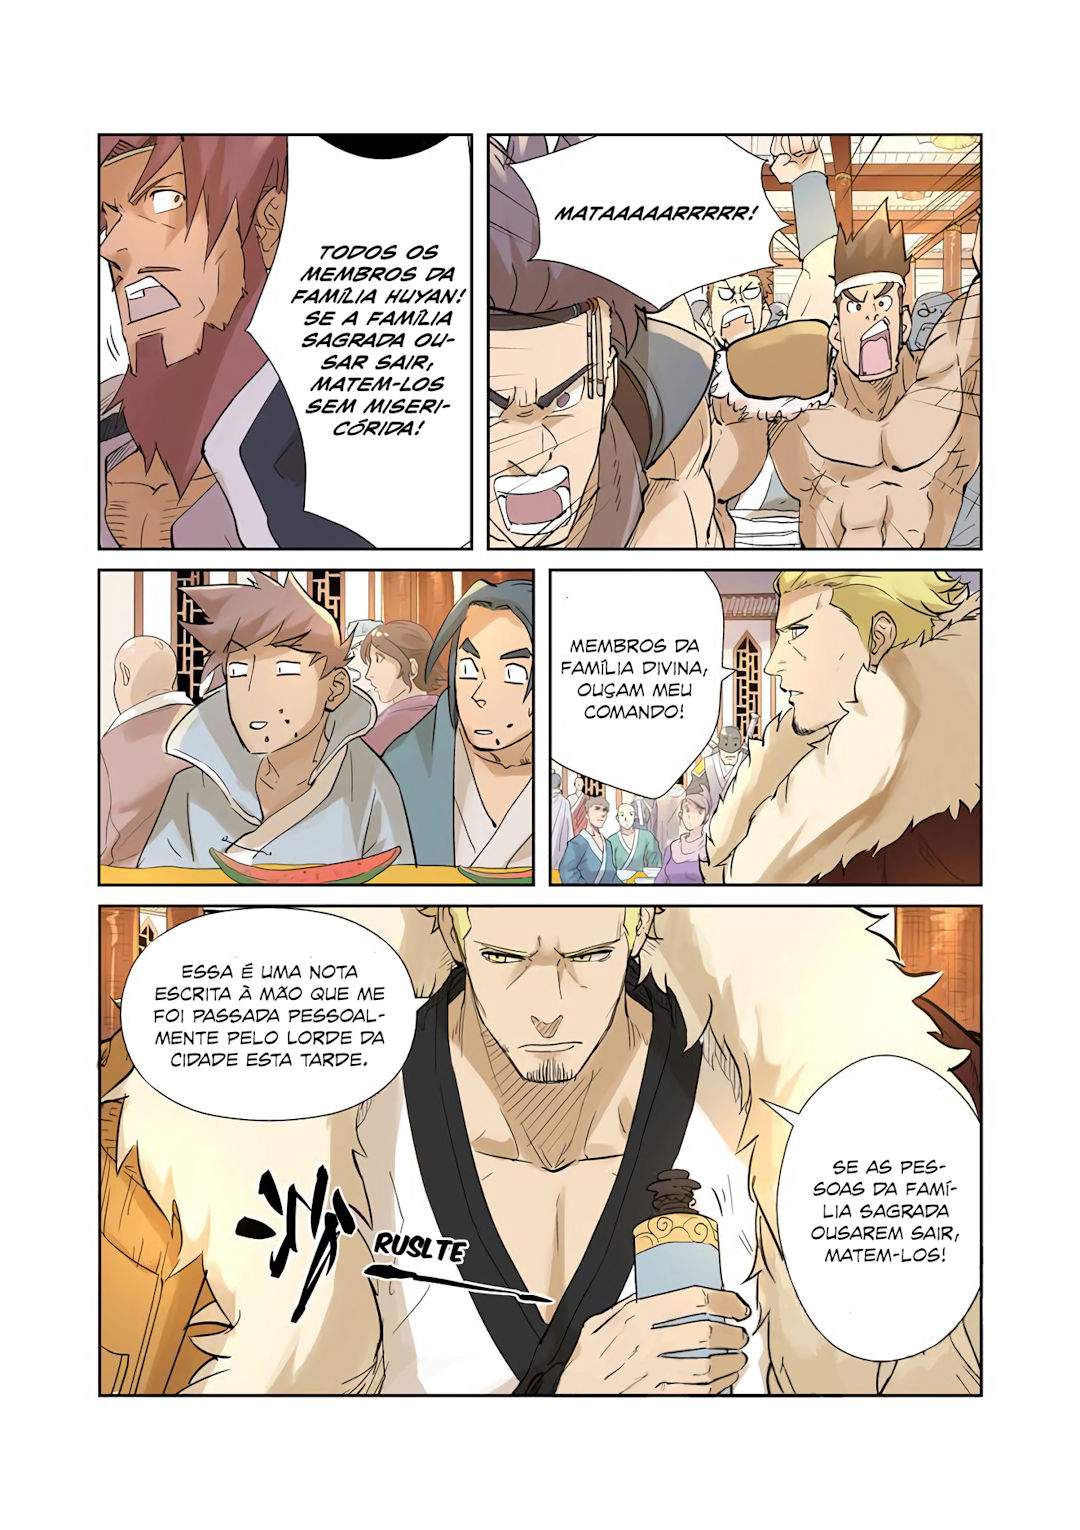 TODOS OS
MEMBROS DA
FAMÍLIA HUYAN!
SE A FAMÍLIA
SAGRADA OU-
SAR SAIR,
MATEM-LOS
SEM MISERI-
CÓRIDA!
MATAAAAARRRRR!
MEMBROS DA
FAMÍLIA DIVINA,
OUÇAM MEU
COMANDO!
ESSA É UMA NOTA
ESCRITA À MÃO QUE ME
FOI PASSADA PESSOAL-
MENTE PELO LORDE DA
CIDADE ESTA TARDE.
RUSLTE
SE AS PES-
SOAS DA FAMÍ-
LIA SAGRADA
OUSAREM SAIR,
MATEM-LOS!